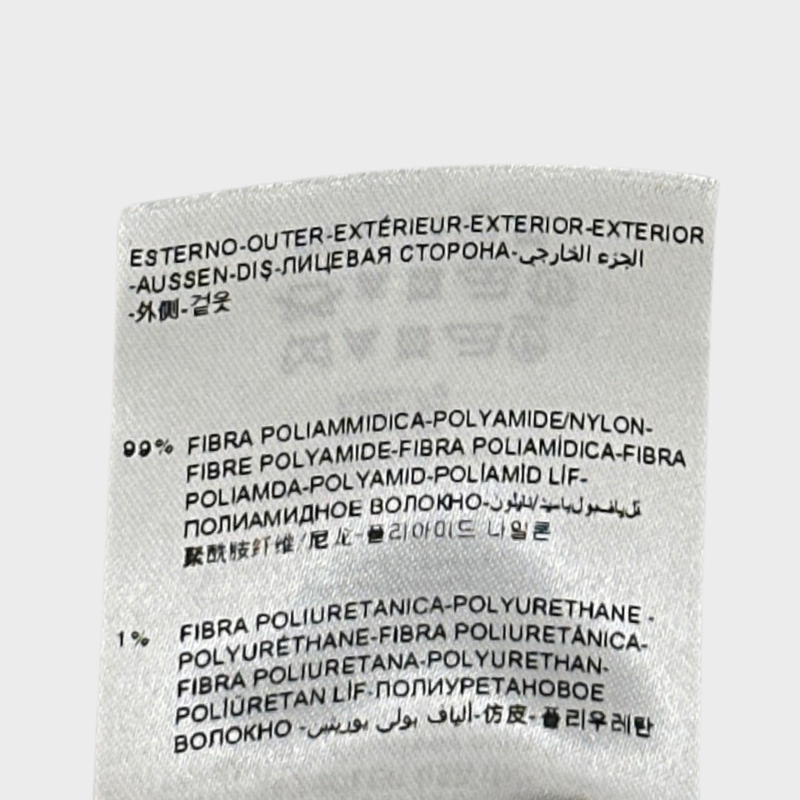 ESTERNO-OUTER-EXTÉRIEUR-EXTERIOR-EXTERIOR
-AUSSEN-DIŞ-ЛИЦЕВАЯ СТОРОНА-الجزء الخارجي
-外侧-겉옷
99% FIBRA POLIAMMIDICA-POLYAMIDE/NYLON-
FIBRE POLYAMIDE-FIBRA POLIAMÍDICA-FIBRA
POLIAMDA-POLYAMID-POLİAMİD LİF-
ПОЛИАМИДНОЕ ВОЛОКНО-
聚酰胺纤维/尼龙-폴리아미드 나일론
1% FIBRA POLIURETANICA-POLYURETHANE -
POLYURÉTHANE-FIBRA POLIURETÂNICA-
FIBRA POLIURETANA-POLYURETHAN-
POLİÜRETAN LİF-ПОЛИУРЕТАНОВОЕ
ВОЛОКНО -ألياف بولي يوريثين-仿皮-폴리우레탄